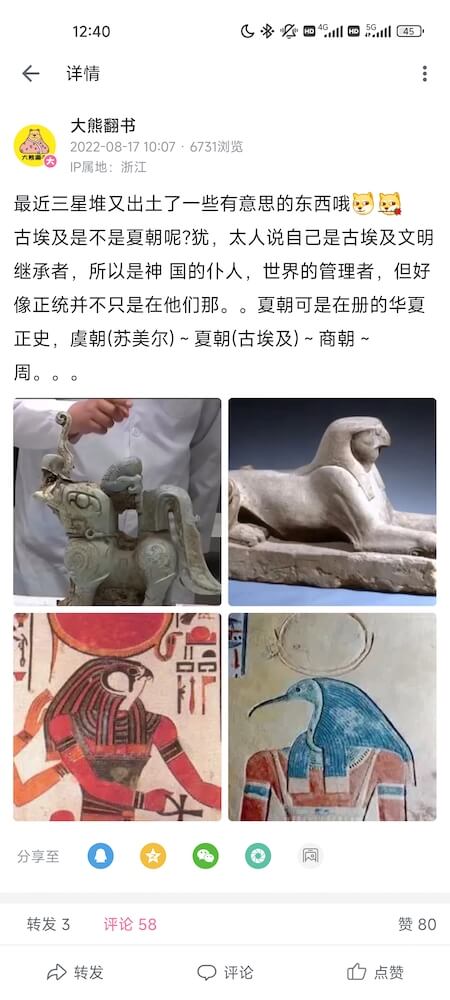 12:40
HD 4G HD 5G 45
详情
大熊翻书
2022-08-17 10:07 · 6731浏览
IP属地：浙江
大
最近三星堆又出土了一些有意思的东西哦
古埃及是不是夏朝呢?犹，太人说自己是古埃及文明
继承者，所以是神 国的仆人，世界的管理者，但好
像正统并不只是在他们那。。夏朝可是在册的华夏
正史，虞朝(苏美尔) ~ 夏朝(古埃及) ~ 商朝 ~
周。。。
分享至
转发 3 评论 58 赞 80
转发 评论 点赞